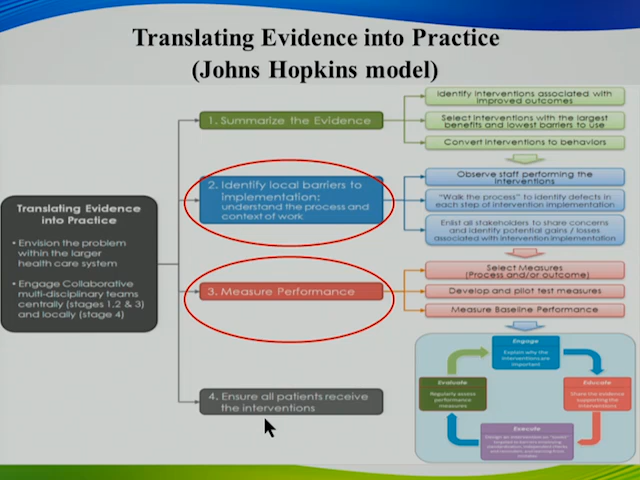 Translating Evidence into Practice
(Johns Hopkins model)
Translating Evidence
into Practice
• Envision the problem
within the larger
health care system
• Engage Collaborative
multi-disciplinary teams
centrally (stages 1,2 & 3)
and locally (stage 4)
1. Summarize the Evidence
Identify interventions associated with
improved outcomes
Select interventions with the largest
benefits and lowest barriers to use
Convert interventions to behaviors
2. Identify local barriers to
implementation:
understand the process and
context of work
Observe staff performing the
interventions
"Walk the process" to identify defects in
each step of intervention implementation
Enlist all stakeholders to share concerns
and identify potential gains / losses
associated with intervention implementation
3. Measure Performance
Select Measures
(Process and/or outcome)
Develop and pilot test measures
Measure Baseline Performance
4. Ensure all patients receive
the interventions
Engage
Explain why the
interventions are
important
Evaluate
Regularly assess
performance
measures
Educate
Share the evidence
supporting the
interventions
Execute